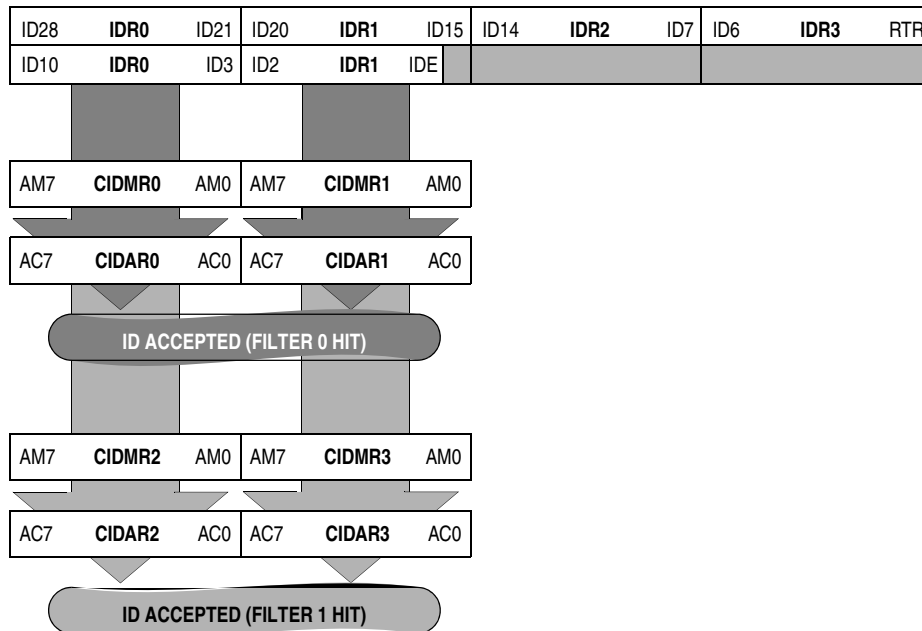 ID28 IDR0 ID21 ID20 IDR1 ID15 ID14 IDR2 ID7 ID6 IDR3 RTR
ID10 IDR0 ID3 ID2 IDR1 IDE
AM7 CIDMR0 AM0 AM7 CIDMR1 AM0
AC7 CIDAR0 AC0 AC7 CIDAR1 AC0
ID ACCEPTED (FILTER 0 HIT)
AM7 CIDMR2 AM0 AM7 CIDMR3 AM0
AC7 CIDAR2 AC0 AC7 CIDAR3 AC0
ID ACCEPTED (FILTER 1 HIT)